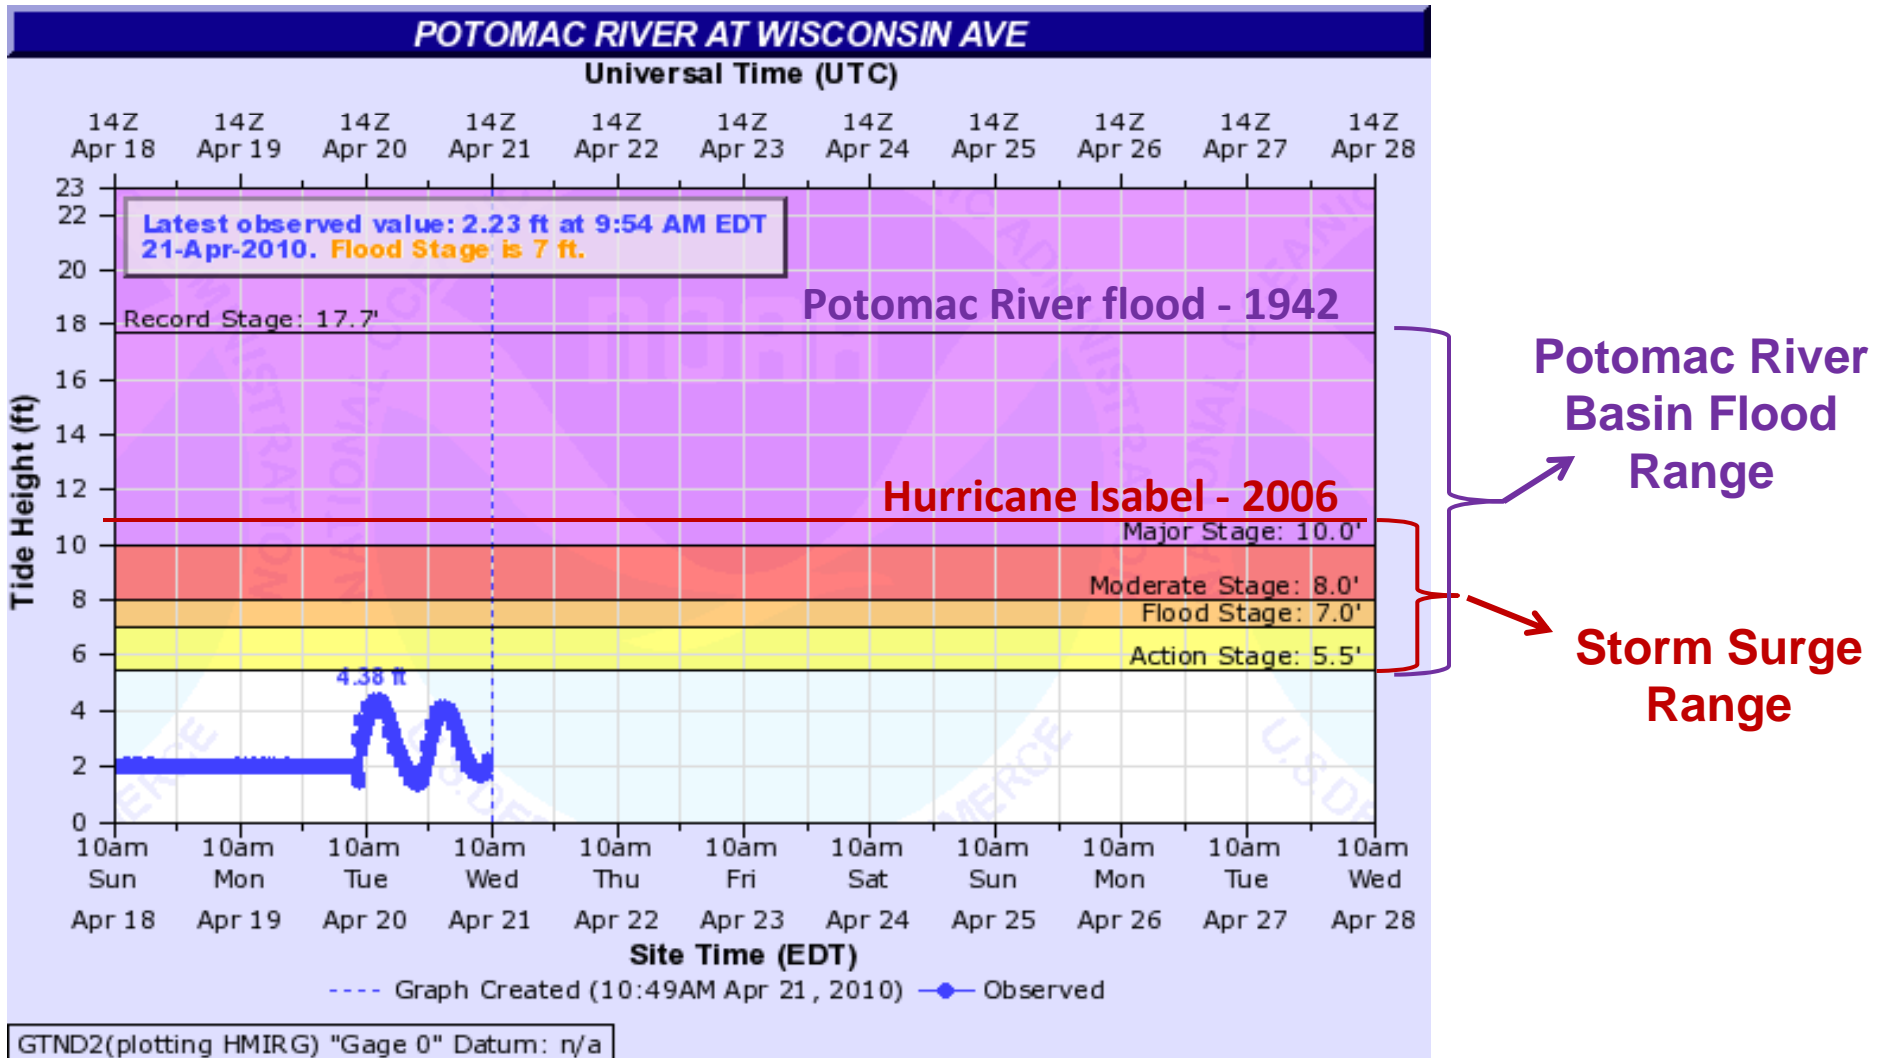 POTOMAC RIVER AT WISCONSIN AVE
Universal Time (UTC)
14Z 14Z 14Z 14Z 14Z 14Z 14Z 14Z 14Z 14Z 14Z
Apr 18 Apr 19 Apr 20 Apr 21 Apr 22 Apr 23 Apr 24 Apr 25 Apr 26 Apr 27 Apr 28
23
22
Latest observed value: 2.23 ft at 9:54 AM EDT
21-Apr-2010. Flood Stage is 7 ft.
20
Potomac River flood - 1942
18
Record Stage: 17.7'
NOAA
16
14
12
Hurricane Isabel - 2006
Major Stage: 10.0'
10
Moderate Stage: 8.0'
8
Flood Stage: 7.0'
6
Action Stage: 5.5'
4.38 ft
4
2
0
Tide Height (ft)
Potomac River
Basin Flood
Range
Storm Surge
Range
10am 10am 10am 10am 10am 10am 10am 10am 10am 10am 10am
Sun Mon Tue Wed Thu Fri Sat Sun Mon Tue Wed
Apr 18 Apr 19 Apr 20 Apr 21 Apr 22 Apr 23 Apr 24 Apr 25 Apr 26 Apr 27 Apr 28
Site Time (EDT)
---- Graph Created (10:49AM Apr 21, 2010) Observed
GTND2(plotting HMIRG) "Gage 0" Datum: n/a